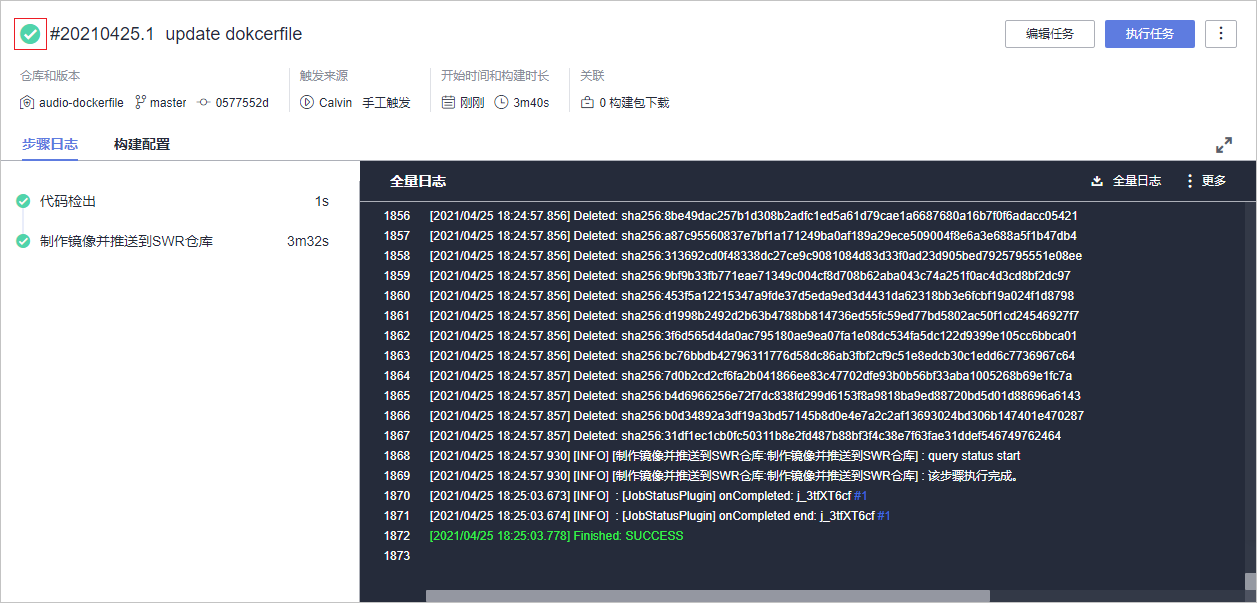 #20210425.1 update dokcerfile
编辑任务 执行任务
仓库和版本 触发来源 开始时间和构建时长 关联
audio-dockerfile master 0577552d Calvin 手工触发 刚刚 3m40s 0 构建包下载
步骤日志 构建配置
代码检出 1s
制作镜像并推送到SWR仓库 3m32s
全量日志 全量日志 更多
1856 [2021/04/25 18:24:57.856] Deleted: sha256:8be49dac257b1d308b2adfc1ed5a61d79cae1a6687680a16b7f0f6adacc05421
1857 [2021/04/25 18:24:57.856] Deleted: sha256:a87c95560837e7bf1a171249ba0af189a29ece509004f8e6a3e688a5f1b47db4
1858 [2021/04/25 18:24:57.856] Deleted: sha256:313692cd0f48338dc27ce9c9081084d83d33f0ad23d905bed7925795551e08ee
1859 [2021/04/25 18:24:57.856] Deleted: sha256:9bf9b33fb771eae71349c004cf8d708b62aba043c74a251f0ac4d3cd8bf2dc97
1860 [2021/04/25 18:24:57.856] Deleted: sha256:453f5a12215347a9fde37d5eda9ed3d4431da62318bb3e6fcbf19a024f1d8798
1861 [2021/04/25 18:24:57.856] Deleted: sha256:d1998b2492d2b63b4788bb814736ed55fc59ed77bd5802ac50f1cd24546927f7
1862 [2021/04/25 18:24:57.856] Deleted: sha256:3f6d565d4da0ac795180ae9ea07fa1e08dc534fa5dc122d9399e105cc6bbca01
1863 [2021/04/25 18:24:57.856] Deleted: sha256:bc76bbdb42796311776d58dc86ab3fbf2cf9c51e8edcb30c1edd6c7736967c64
1864 [2021/04/25 18:24:57.857] Deleted: sha256:7d0b2cd2cf6fa2b041866ee83c47702dfe93b0b56bf33aba1005268b69e1fc7a
1865 [2021/04/25 18:24:57.857] Deleted: sha256:b4d6966256e72f7dc838fd299d6153f8a9818ba9ed88720bd5d01d88696a6143
1866 [2021/04/25 18:24:57.857] Deleted: sha256:b0d34892a3df19a3bd57145b8d0e4e7a2c2af13693024bd306b147401e470287
1867 [2021/04/25 18:24:57.857] Deleted: sha256:31df1ec1cb0fc50311b8e2fd487b88bf3f4c38e7f63fae31ddef546749762464
1868 [2021/04/25 18:24:57.930] [INFO] [制作镜像并推送到SWR仓库:制作镜像并推送到SWR仓库] : query status start
1869 [2021/04/25 18:24:57.930] [INFO] [制作镜像并推送到SWR仓库:制作镜像并推送到SWR仓库] : 该步骤执行完成。
1870 [2021/04/25 18:25:03.673] [INFO] : [JobStatusPlugin] onCompleted: j_3tfXT6cf #1
1871 [2021/04/25 18:25:03.674] [INFO] : [JobStatusPlugin] onCompleted end: j_3tfXT6cf #1
1872 [2021/04/25 18:25:03.778] Finished: SUCCESS
1873